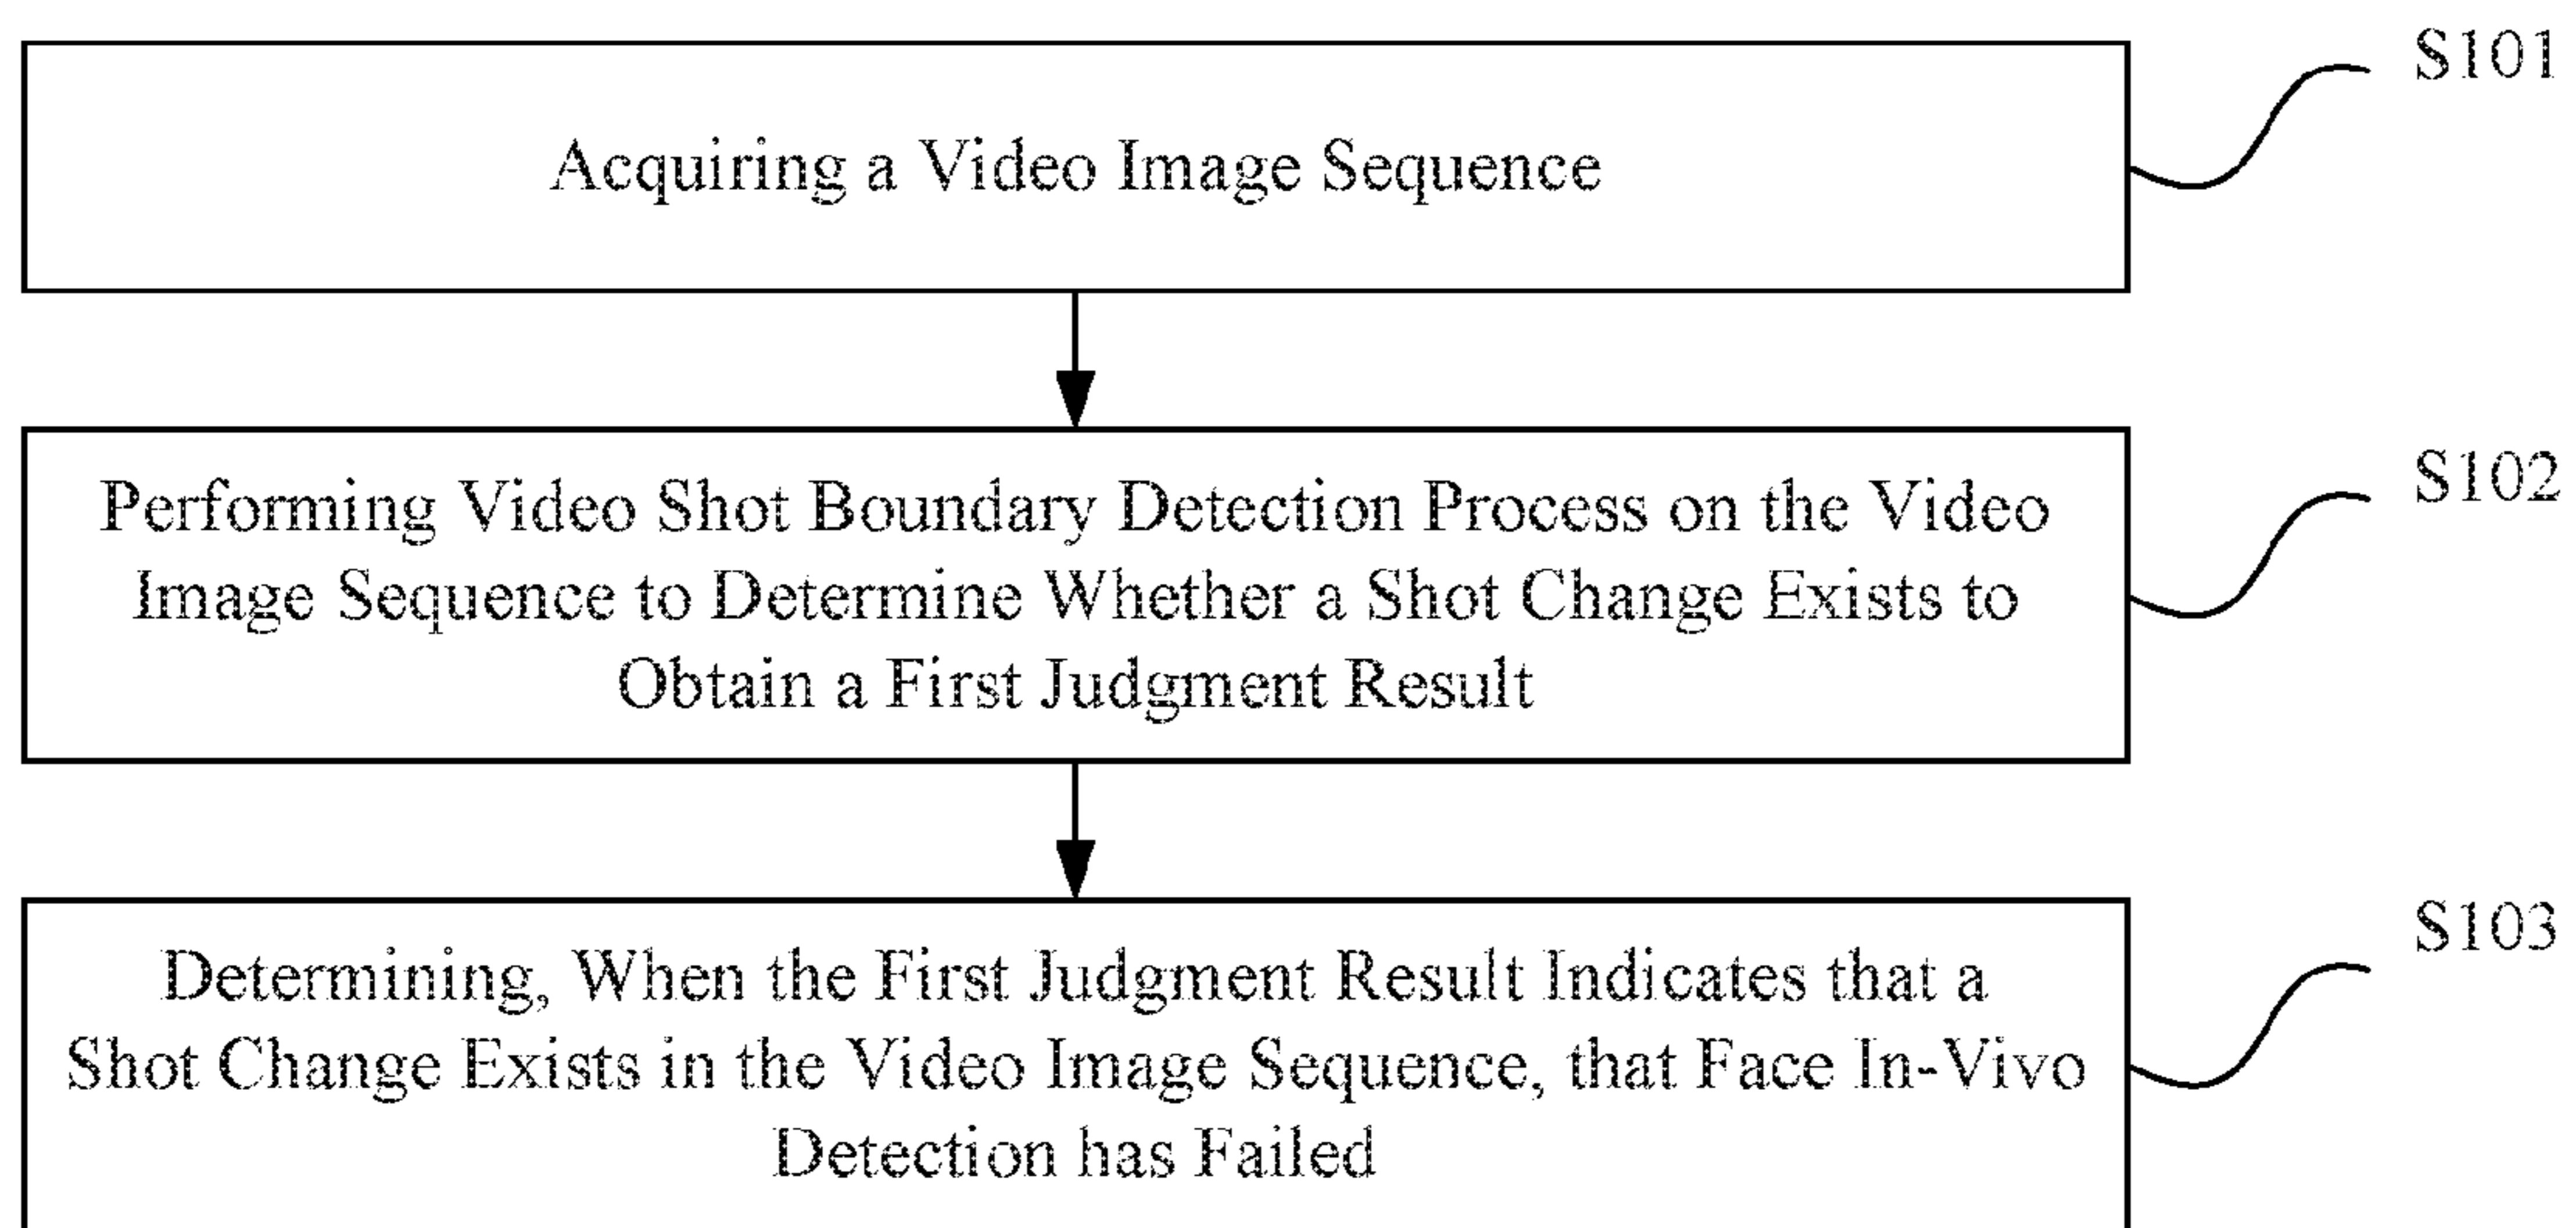 S101
Acquiring a Video Image Sequence
S102
Performing Video Shot Boundary Detection Process on the Video
Image Sequence to Determine Whether a Shot Change Exists to
Obtain a First Judgment Result
S103
Determining, When the First Judgment Result Indicates that a
Shot Change Exists in the Video Image Sequence, that Face In-Vivo
Detection has Failed